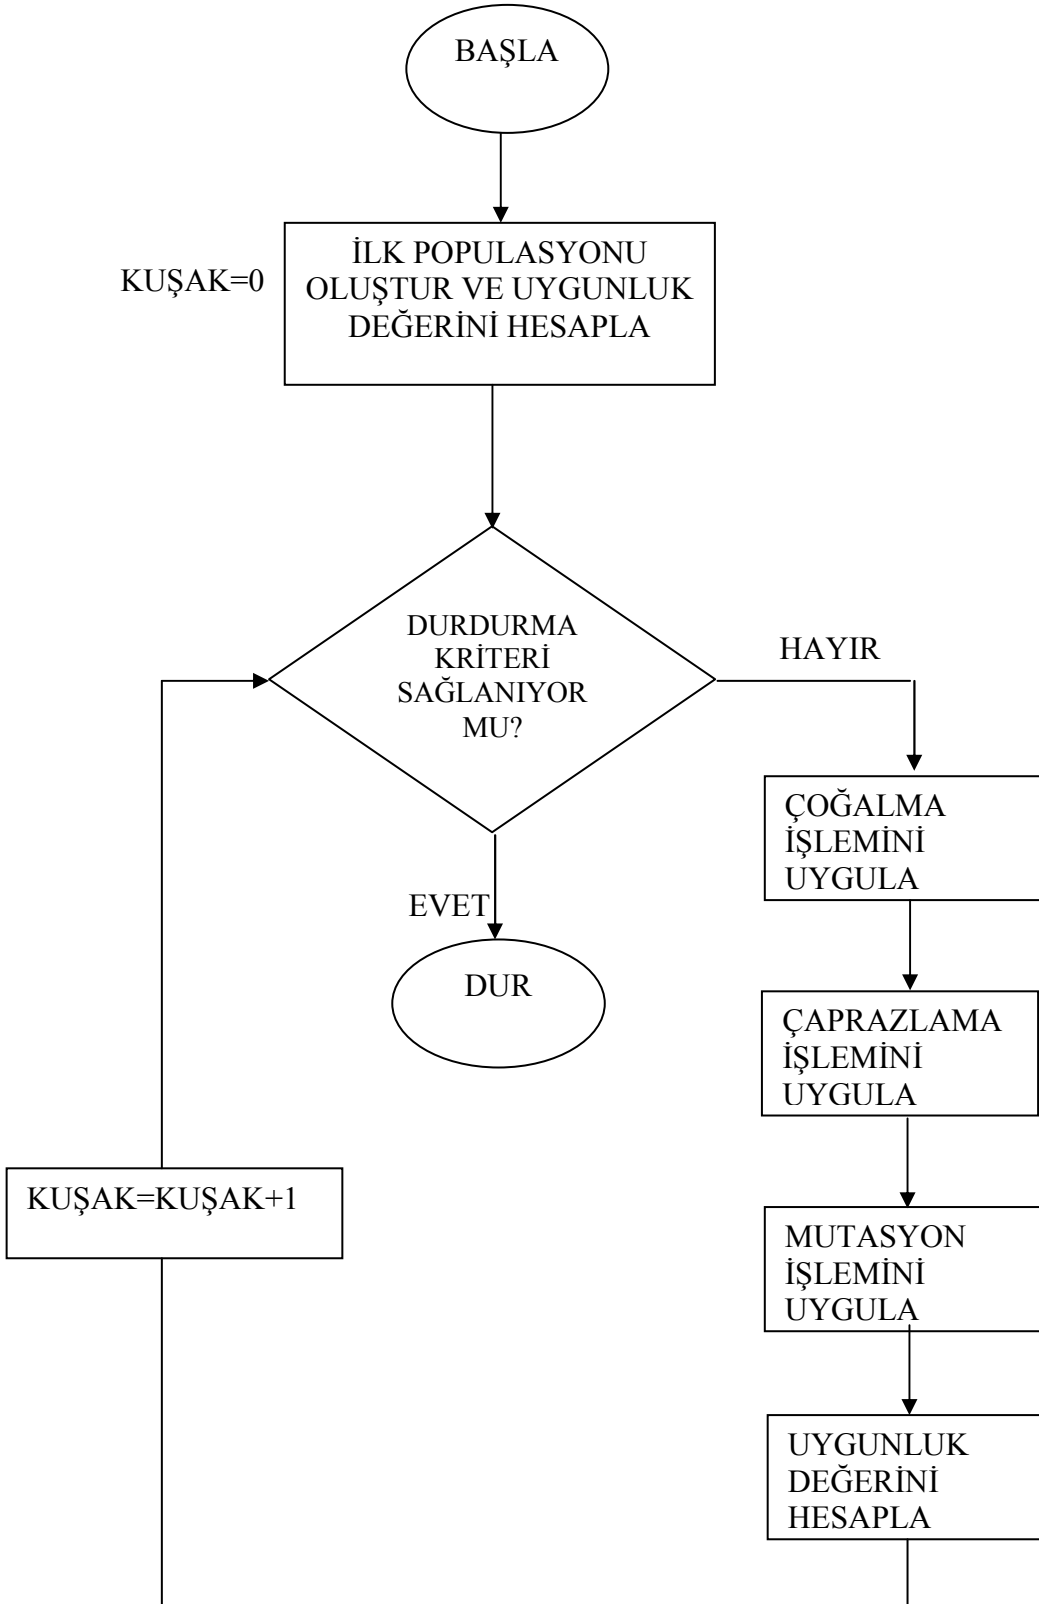 BAŞLA
KUŞAK=0
İLK POPULASYONU
OLUŞTUR VE UYGUNLUK
DEĞERİNİ HESAPLA
DURDURMA
KRİTERİ
SAĞLANIYOR
MU?
HAYIR
EVET
DUR
ÇOĞALMA
İŞLEMİNİ
UYGULA
ÇAPRAZLAMA
İŞLEMİNİ
UYGULA
MUTASYON
İŞLEMİNİ
UYGULA
UYGUNLUK
DEĞERİNİ
HESAPLA
KUŞAK=KUŞAK+1